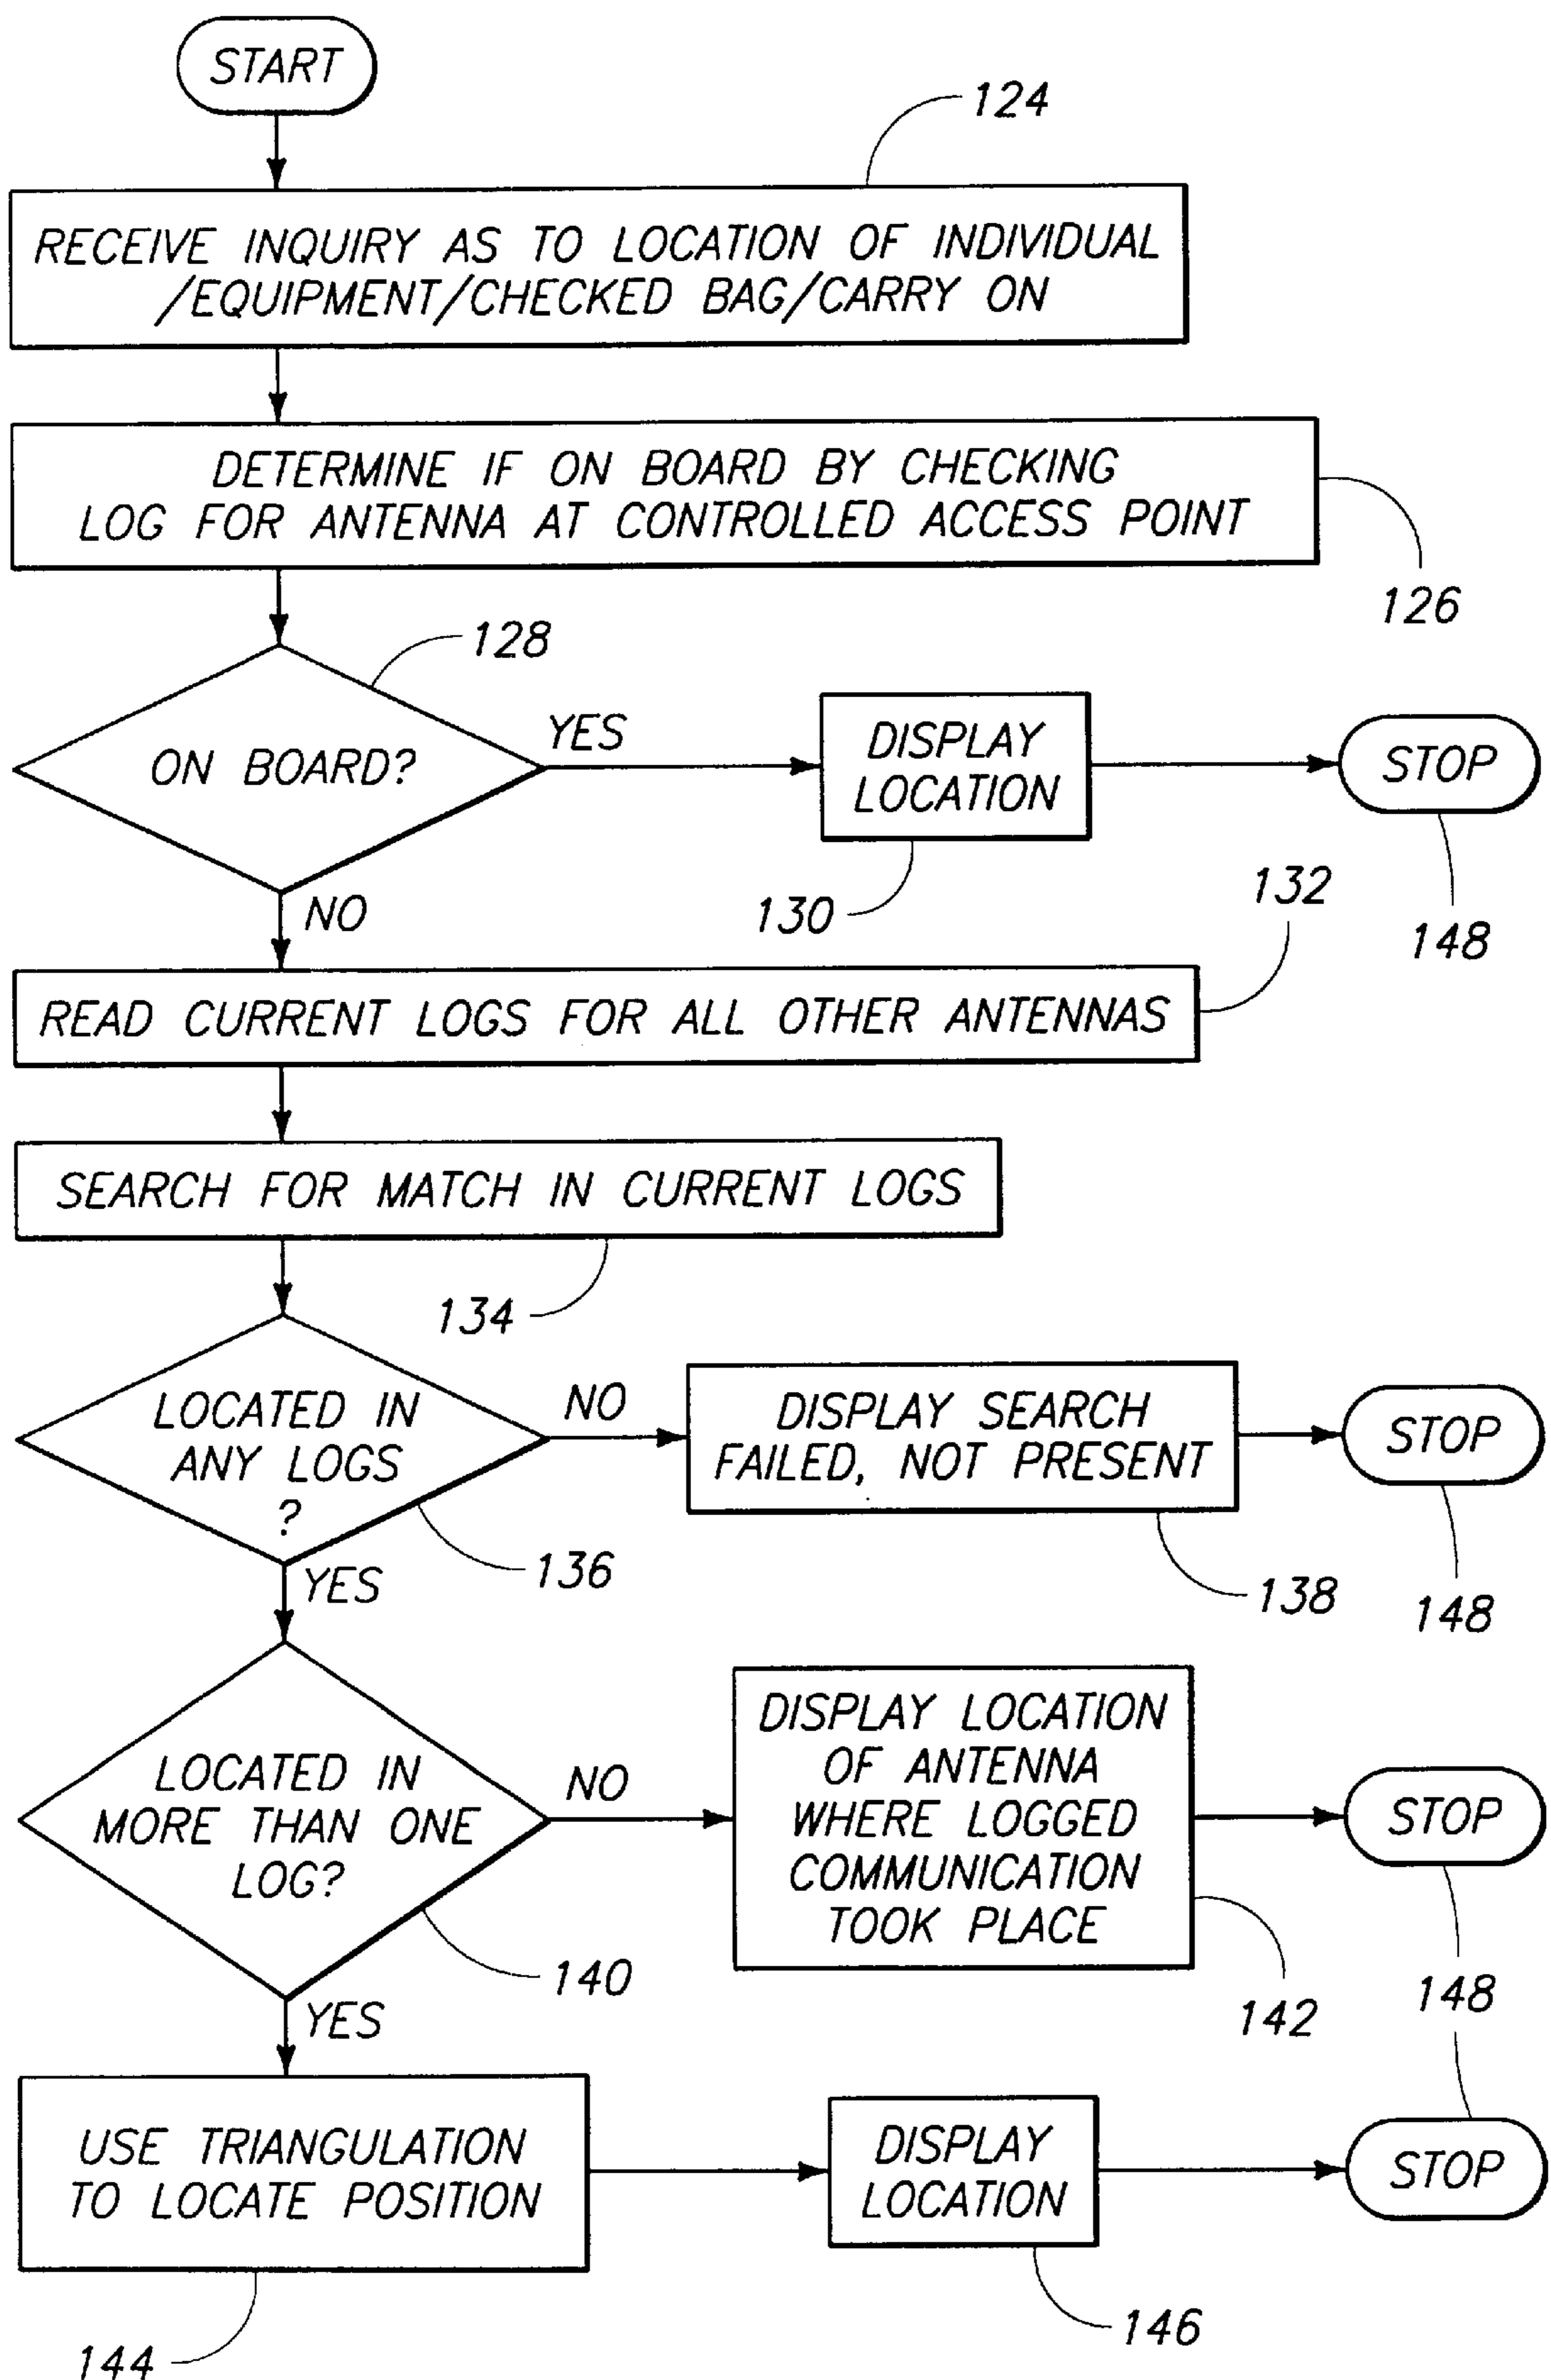 START
124
RECEIVE INQUIRY AS TO LOCATION OF INDIVIDUAL
/EQUIPMENT/CHECKED BAG/CARRY ON
DETERMINE IF ON BOARD BY CHECKING
LOG FOR ANTENNA AT CONTROLLED ACCESS POINT
126
128
ON BOARD?
YES
DISPLAY
LOCATION
STOP
130
132
148
NO
READ CURRENT LOGS FOR ALL OTHER ANTENNAS
SEARCH FOR MATCH IN CURRENT LOGS
134
LOCATED IN
ANY LOGS
?
NO
DISPLAY SEARCH
FAILED, NOT PRESENT
STOP
136
138
148
YES
LOCATED IN
MORE THAN ONE
LOG?
NO
DISPLAY LOCATION
OF ANTENNA
WHERE LOGGED
COMMUNICATION
TOOK PLACE
STOP
140
142
148
YES
USE TRIANGULATION
TO LOCATE POSITION
DISPLAY
LOCATION
STOP
144
146